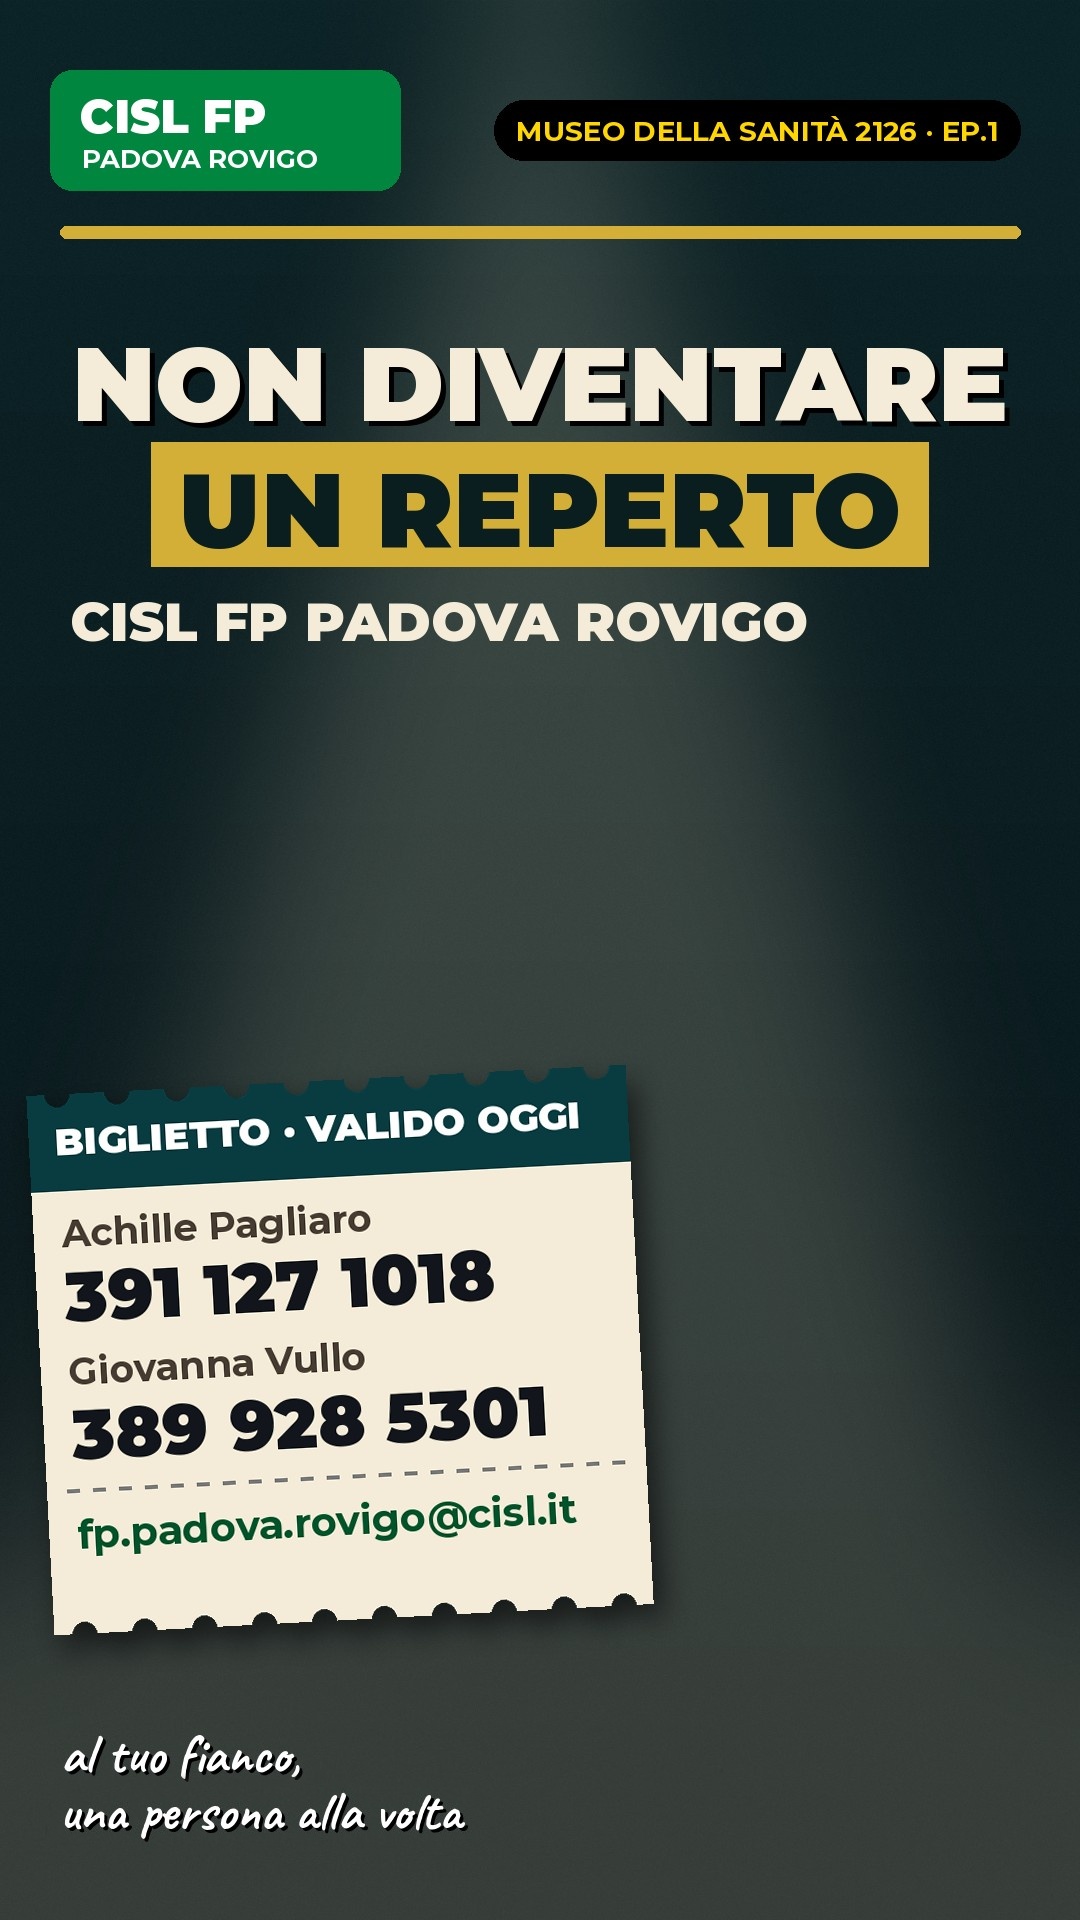 CISL FP
PADOVA ROVIGO
MUSEO DELLA SANITÀ 2126 · EP.1
NON DIVENTARE
UN REPERTO
CISL FP PADOVA ROVIGO
BIGLIETTO • VALIDO OGGI
Achille Pagliaro
391 127 1018
Giovanna Vullo
389 928 5301
fp.padova.rovigo@cisl.it
al tuo fianco,
una persona alla volta